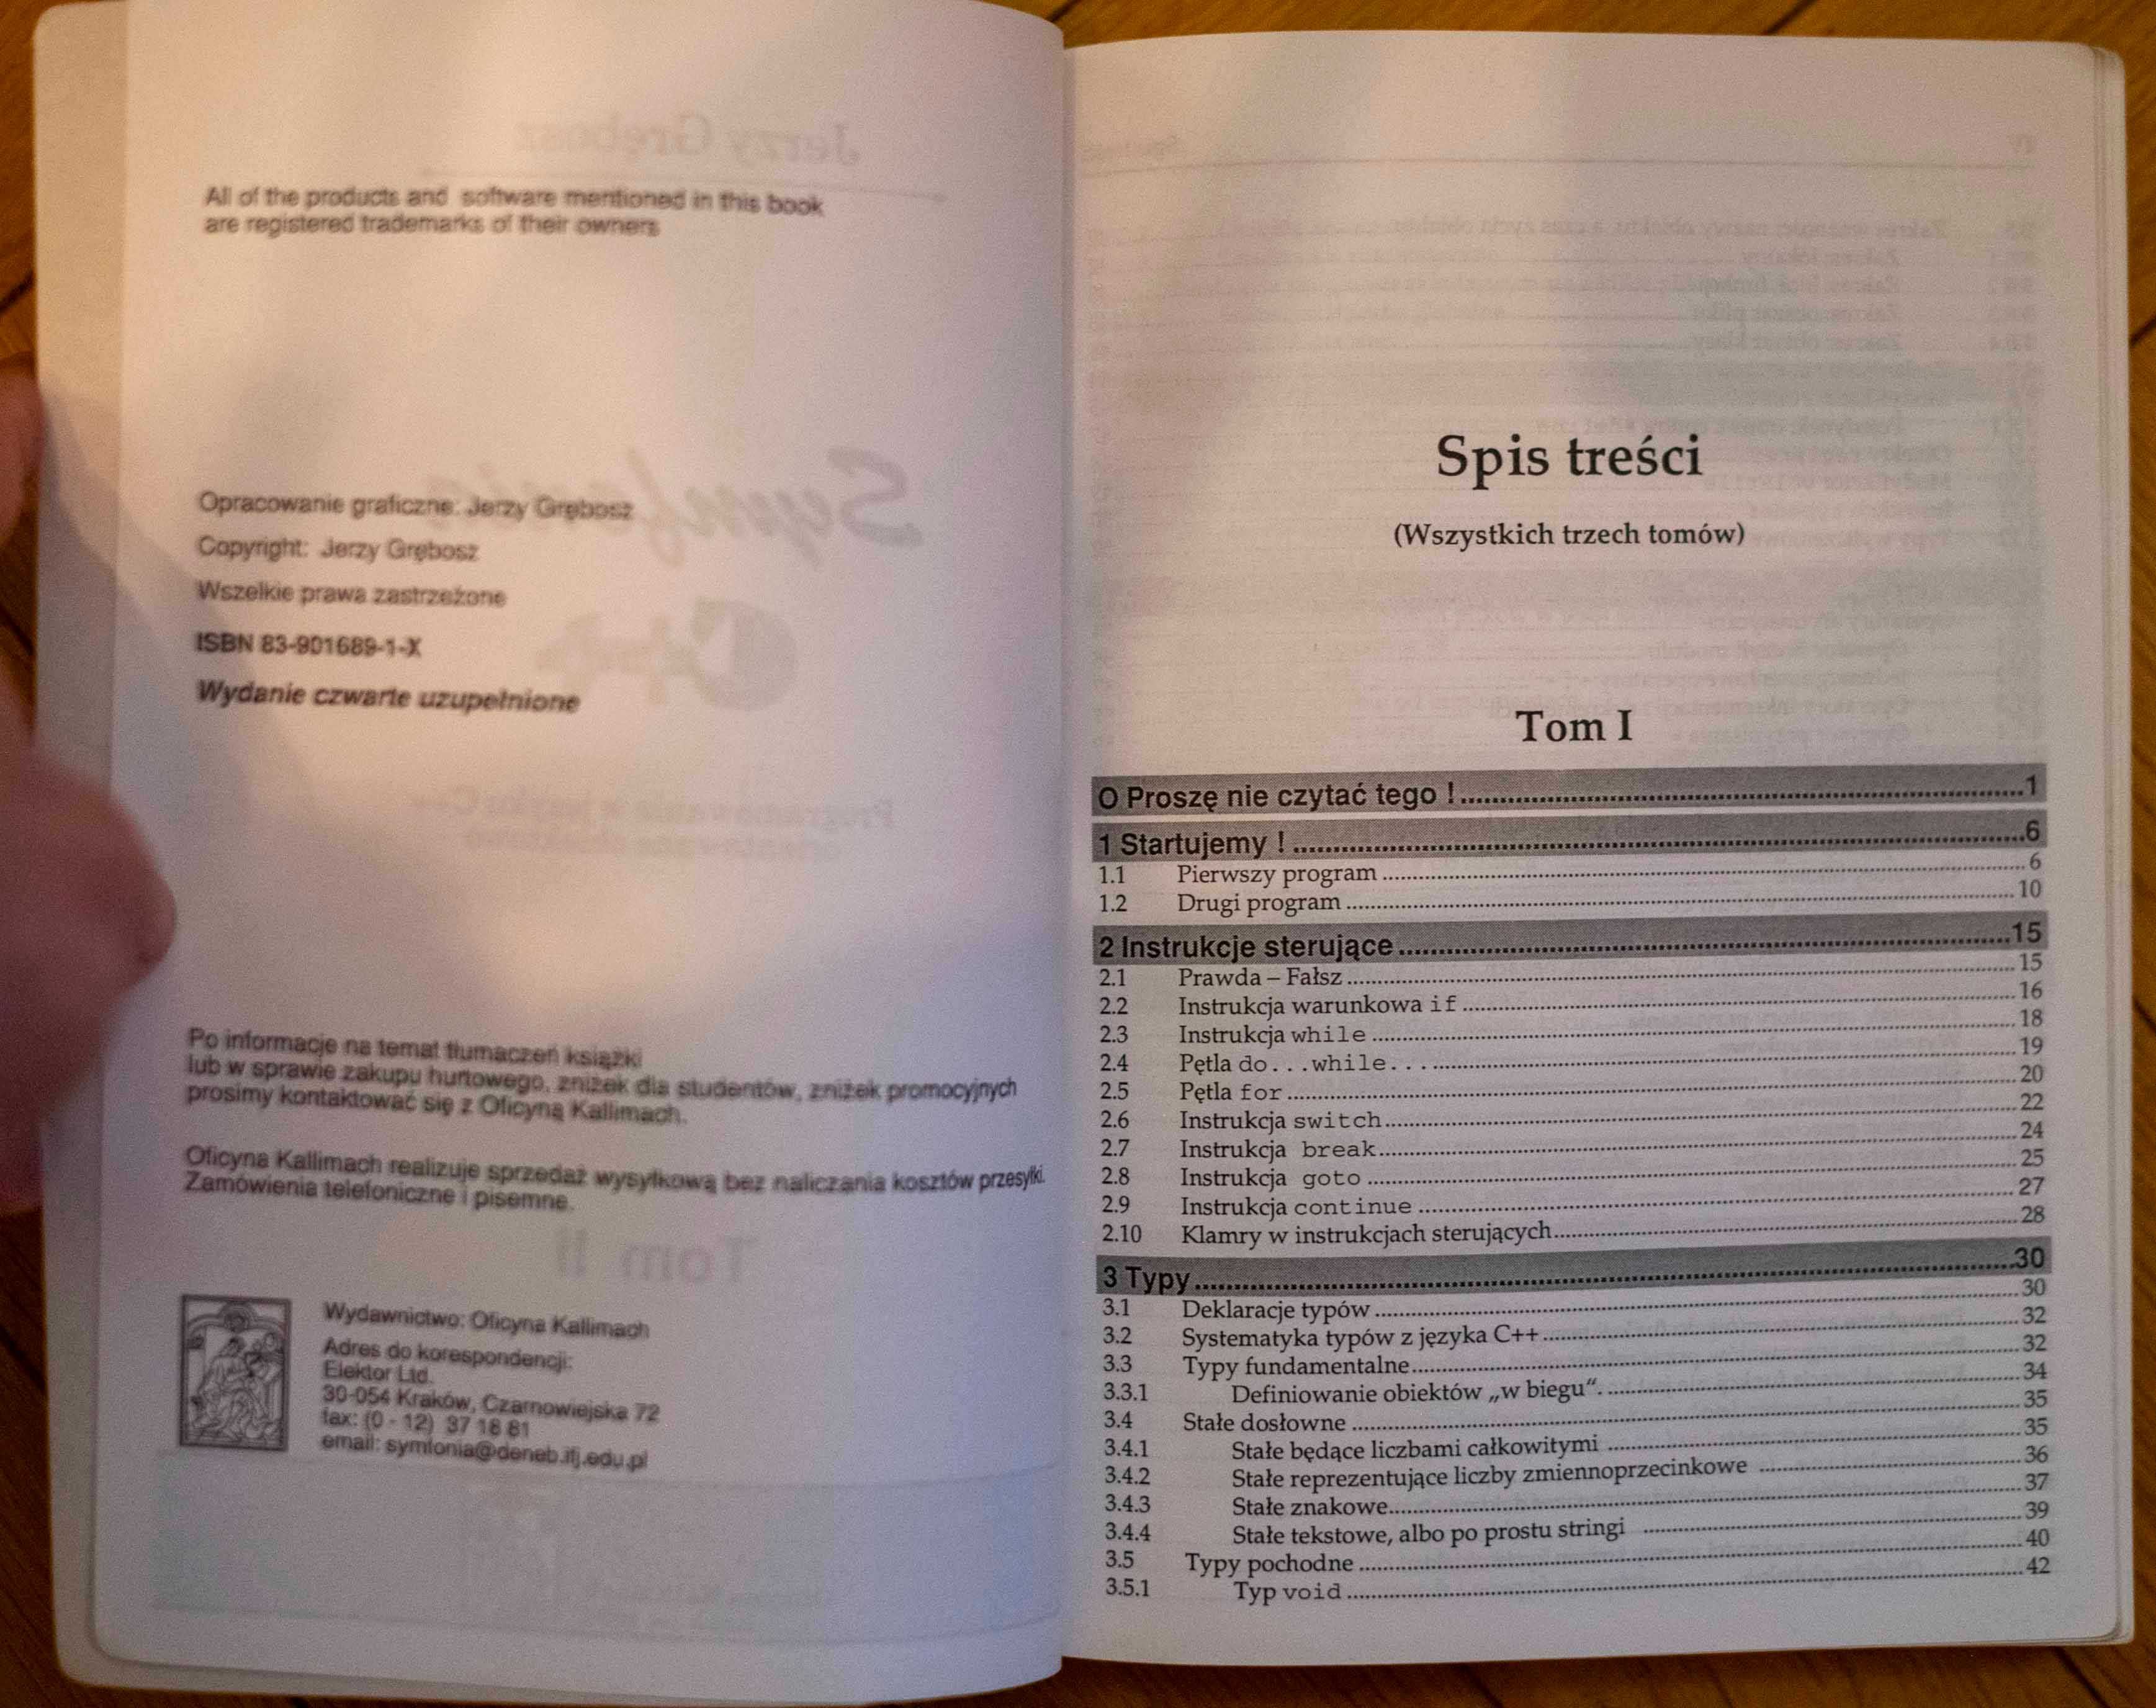 All of the products and software mentioned in this book
are registered trademarks of their owners
Opracowanie graficzne: Jerzy Grębosz
Copyright: Jerzy Grębosz
Wszelkie prawa zastrzeżone
ISBN 83-901689-1-X
Wydanie czwarte uzupełnione
Po informacje na temat tłumaczeń książki
lub w sprawie zakupu hurtowego, zniżek dla studentów, zniżek promocyjnych
prosimy kontaktować się z Oficyną Kallimach.
Oficyna Kallimach realizuje sprzedaż wysyłkową bez naliczania kosztów przesyłki.
Zamówienia telefoniczne i pisemne.
Wydawnictwo: Oficyna Kallimach
Adres do korespondencji:
Elektor Ltd.
30-054 Kraków, Czarnowiejska 72
fax: (0 - 12) 37 18 81
email: symfonia@deneb.ifj.edu.pl
Spis treści
(Wszystkich trzech tomów)
Tom I
O Proszę nie czytać tego ! 1
1 Startujemy ! 6
1.1 Pierwszy program 6
1.2 Drugi program 10
2 Instrukcje sterujące 15
2.1 Prawda – Fałsz 15
2.2 Instrukcja warunkowa if 16
2.3 Instrukcja while 18
2.4 Pętla do...while... 19
2.5 Pętla for 20
2.6 Instrukcja switch 22
2.7 Instrukcja break 24
2.8 Instrukcja goto 25
2.9 Instrukcja continue 27
2.10 Klamry w instrukcjach sterujących 28
3 Typy 30
3.1 Deklaracje typów 30
3.2 Systematyka typów z języka C++ 32
3.3 Typy fundamentalne 32
3.3.1 Definiowanie obiektów „w biegu". 34
3.4 Stałe dosłowne 35
3.4.1 Stałe będące liczbami całkowitymi 35
3.4.2 Stałe reprezentujące liczby zmiennoprzecinkowe 36
3.4.3 Stałe znakowe 37
3.4.4 Stałe tekstowe, albo po prostu stringi 39
3.5 Typy pochodne 40
3.5.1 Typ void 42